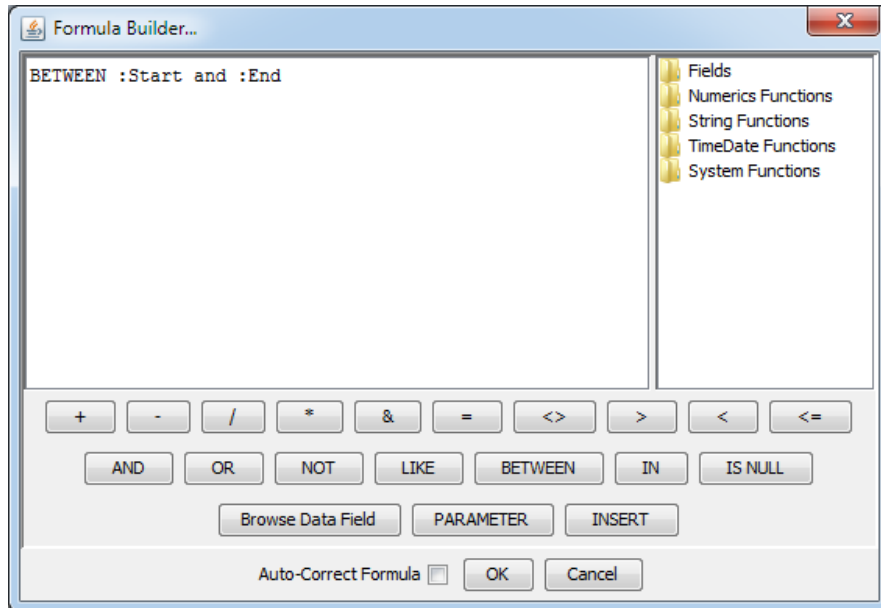 Formula Builder...
BETWEEN :Start and :End
Fields
Numerics Functions
String Functions
TimeDate Functions
System Functions
+ - / * & = <> > < <=
AND OR NOT LIKE BETWEEN IN IS NULL
Browse Data Field PARAMETER INSERT
Auto-Correct Formula OK Cancel